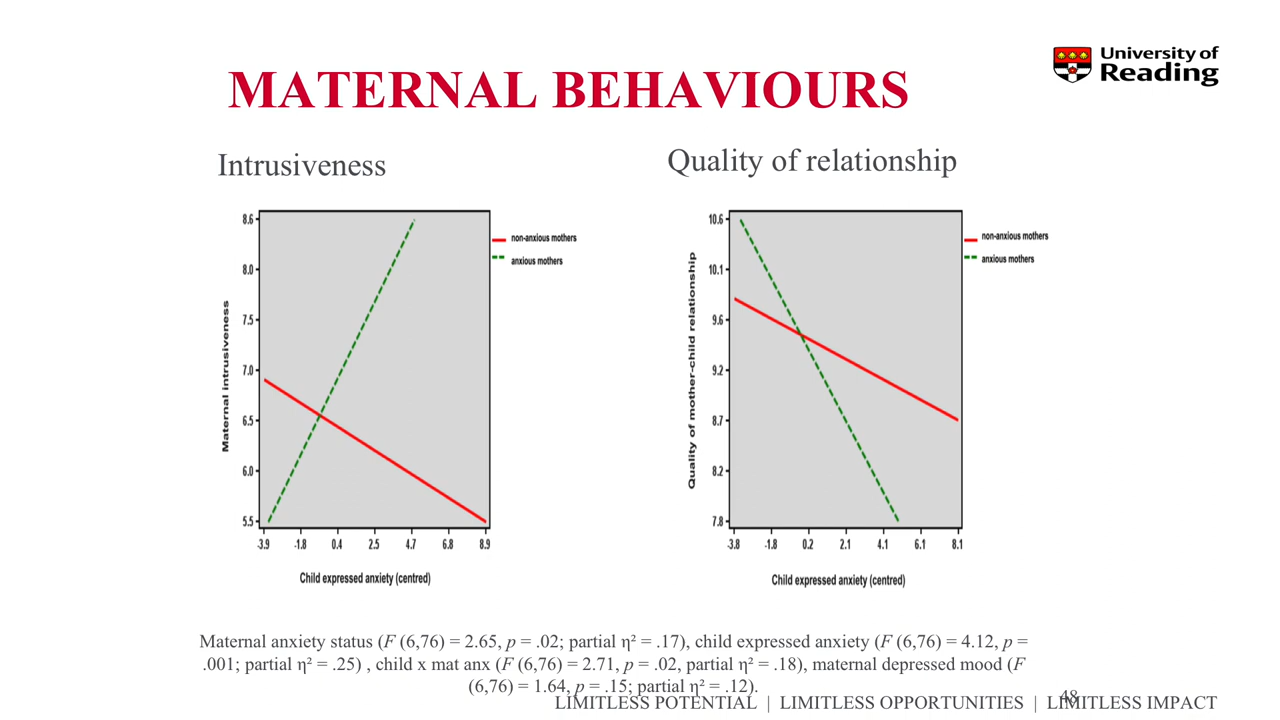 University of
Reading
MATERNAL BEHAVIOURS
Intrusiveness
8.6
8.0
7.5
7.0
6.5
6.0
5.5
Maternal intrusiveness
-3.9 -1.8 0.4 2.5 4.7 6.8 8.9
Child expressed anxiety (centred)
non-anxious mothers
anxious mothers
Quality of relationship
10.6
10.1
9.6
9.2
8.7
8.2
7.8
Quality of mother-child relationship
-3.8 -1.8 0.2 2.1 4.1 6.1 8.1
Child expressed anxiety (centred)
non-anxious mothers
anxious mothers
Maternal anxiety status (F (6,76) = 2.65, p = .02; partial η² = .17), child expressed anxiety (F (6,76) = 4.12, p =
.001; partial η² = .25) , child x mat anx (F (6,76) = 2.71, p = .02, partial η² = .18), maternal depressed mood (F
(6,76) = 1.64, p = .15; partial η² = .12).
48
LIMITLESS POTENTIAL | LIMITLESS OPPORTUNITIES | LIMITLESS IMPACT